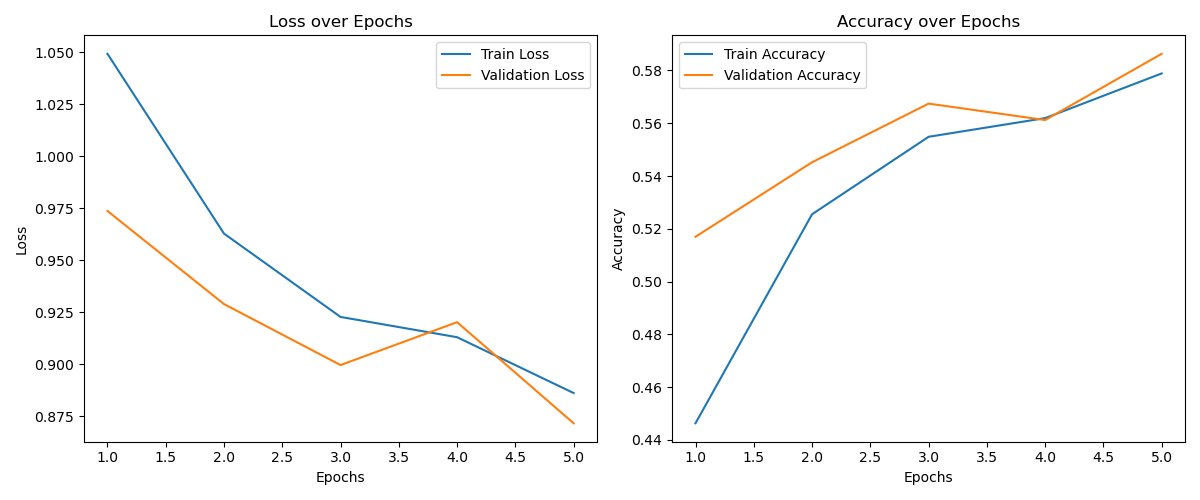 Loss over Epochs
1.050
1.025
1.000
0.975
0.950
0.925
0.900
0.875
Loss
Train Loss
Validation Loss
1.0 1.5 2.0 2.5 3.0 3.5 4.0 4.5 5.0
Epochs
Accuracy over Epochs
0.58
0.56
0.54
0.52
0.50
0.48
0.46
0.44
Accuracy
Train Accuracy
Validation Accuracy
1.0 1.5 2.0 2.5 3.0 3.5 4.0 4.5 5.0
Epochs